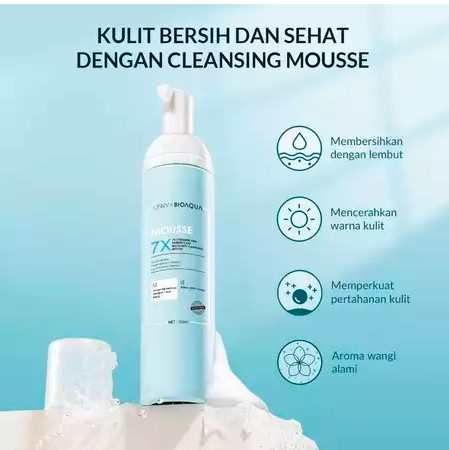 KULIT BERSIH DAN SEHAT
DENGAN CLEANSING MOUSSE
BIOAQUA
MOUSSE
7X
Membersihkan
dengan lembut
Mencerahkan
warna kulit
Memperkuat
pertahanan kulit
Aroma wangi
alami